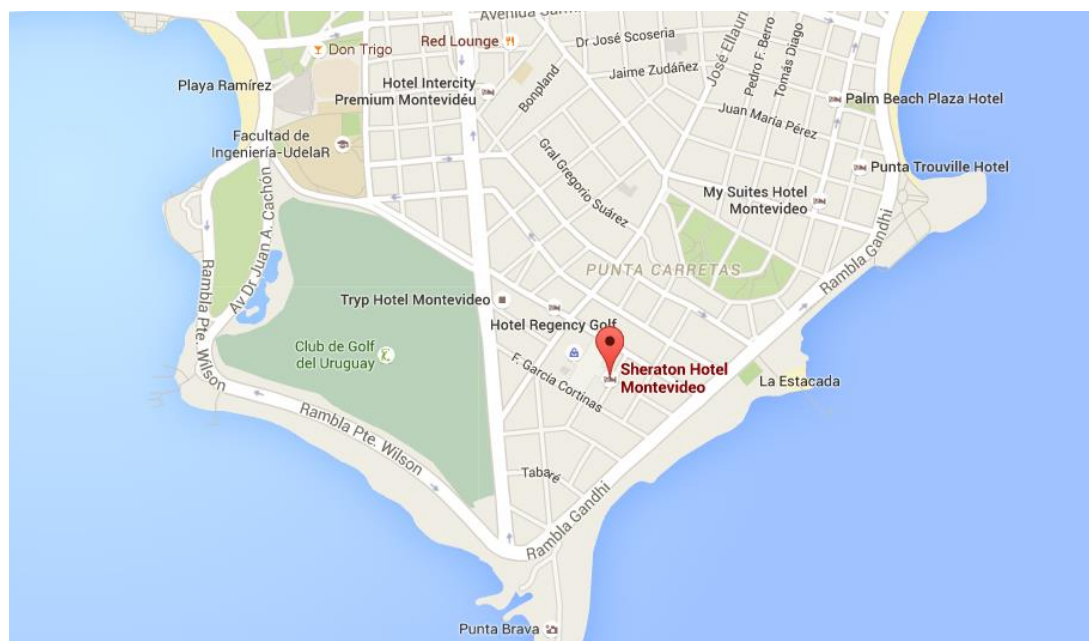 Avenida Sarm
Don Trigo
Red Lounge
Dr José Scoseria
José Ellauri
Pedro F. Berro
Tomás Diago
Playa Ramírez
Hotel Intercity
Premium Montevidéu
Bonpland
Jaime Zudáñez
Juan María Pérez
Palm Beach Plaza Hotel
Facultad de
Ingeniería-UdelaR
Gral Gregorio Suárez
Punta Trouville Hotel
My Suites Hotel
Montevideo
Av Dr Juan A. Cachón
Rambla Pte. Wilson
PUNTA CARRETAS
Rambla Gandhi
Tryp Hotel Montevideo
Hotel Regency Golf
Club de Golf
del Uruguay
F. García Cortinas
Sheraton Hotel
Montevideo
La Estacada
Rambla Pte. Wilson
Tabaré
Rambla Gandhi
Punta Brava